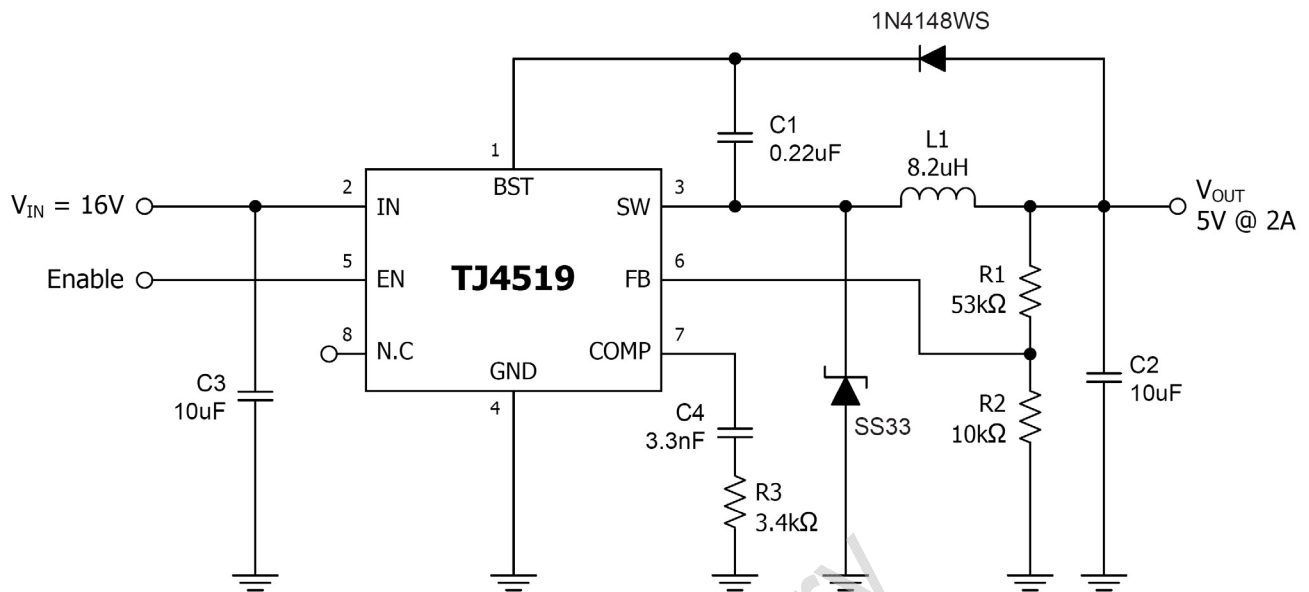 1N4148WS
C1
0.22uF
L1
8.2uH
1
BST
V_IN = 16V
2
IN
SW
3
V_OUT
5V @ 2A
Enable
5
EN
TJ4519
FB
6
R1
53kΩ
8
N.C
COMP
7
GND
4
C3
10uF
C4
3.3nF
SS33
R2
10kΩ
C2
10uF
R3
3.4kΩ